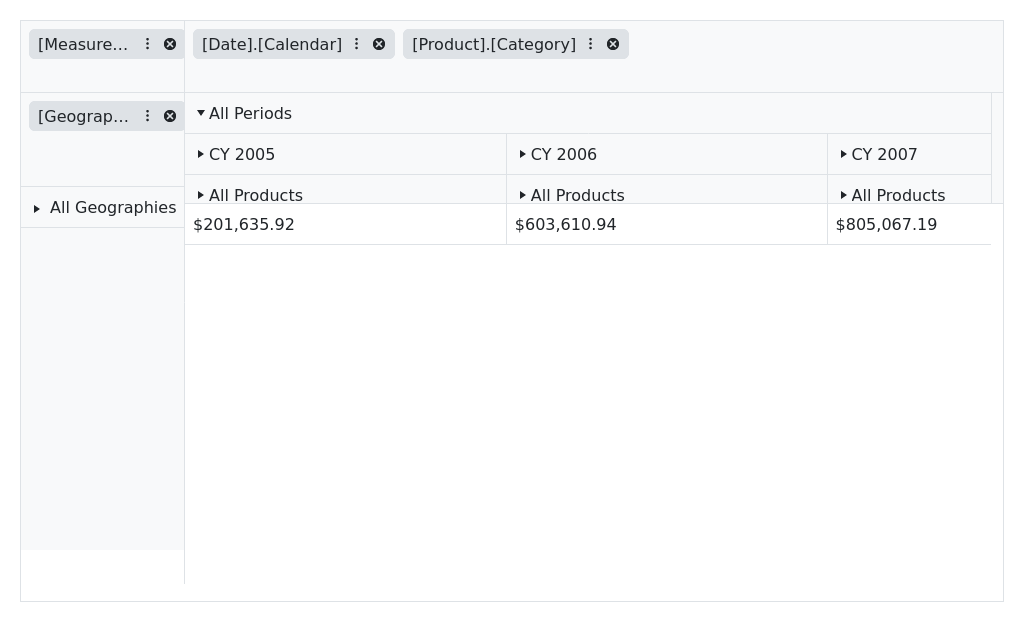 [Measure...
[Date].[Calendar] [Product].[Category]
[Geograp...
All Periods
CY 2005 CY 2006 CY 2007
All Products All Products All Products
All Geographies
$201,635.92 $603,610.94 $805,067.19